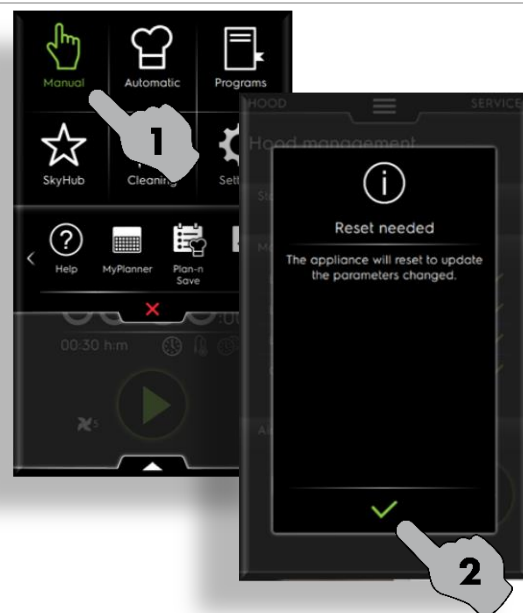 Manual
Automatic
Programs
1
SkyHub
Cleaning
Sett
Help
MyPlanner
Plan-n
Save
00:30 h:m
5
HOOD
SERVICE
Hood management
Reset needed
The appliance will reset to update
the parameters changed.
2